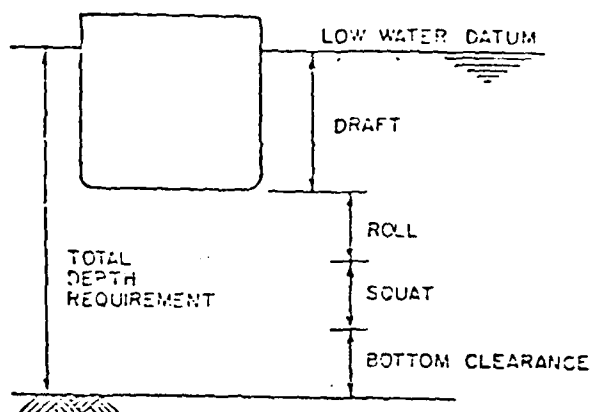 LOW WATER DATUM
DRAFT
ROLL
TOTAL
DEPTH
REQUIREMENT
SQUAT
BOTTOM CLEARANCE